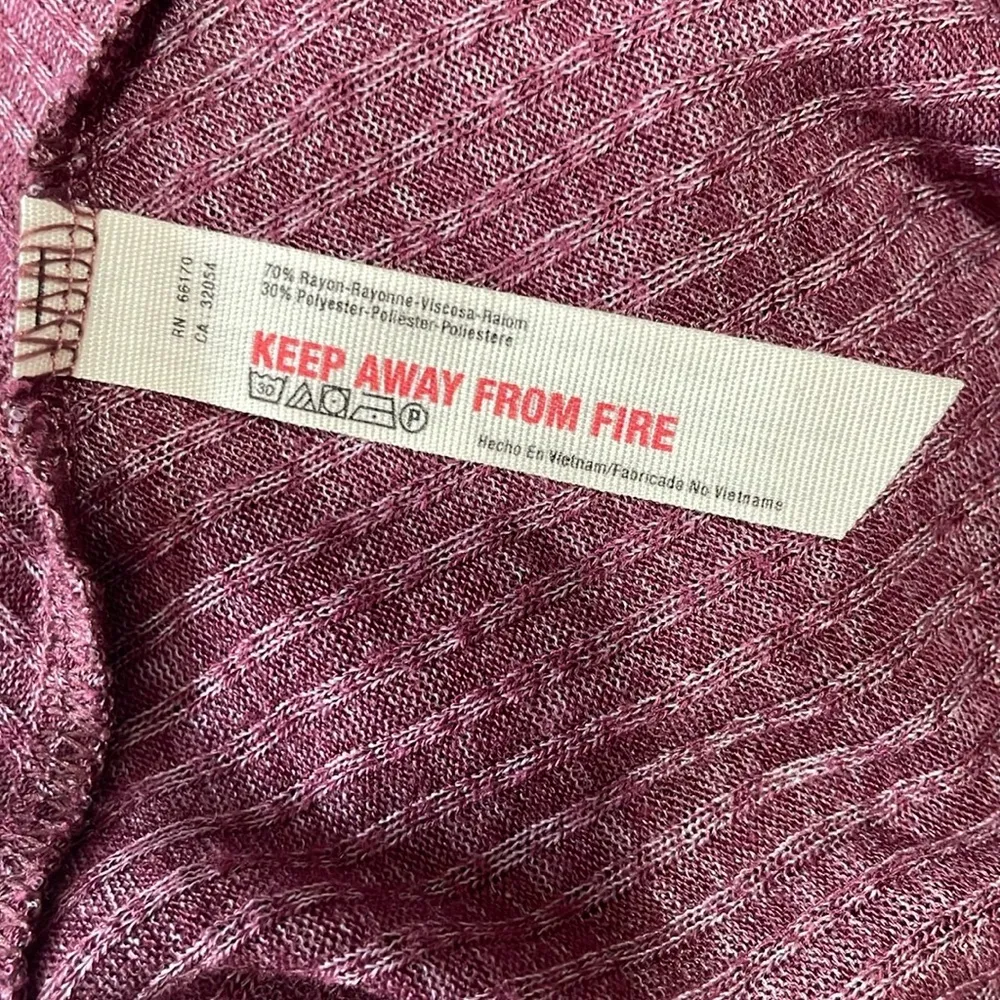 RN 66170
CA 32054
70% Rayon-Rayonne-Viscosa-Raiom
30% Polyester-Poliester-Poliestere
KEEP AWAY FROM FIRE
30
P
Hecho En Vietnam/Fabricado No Vietname